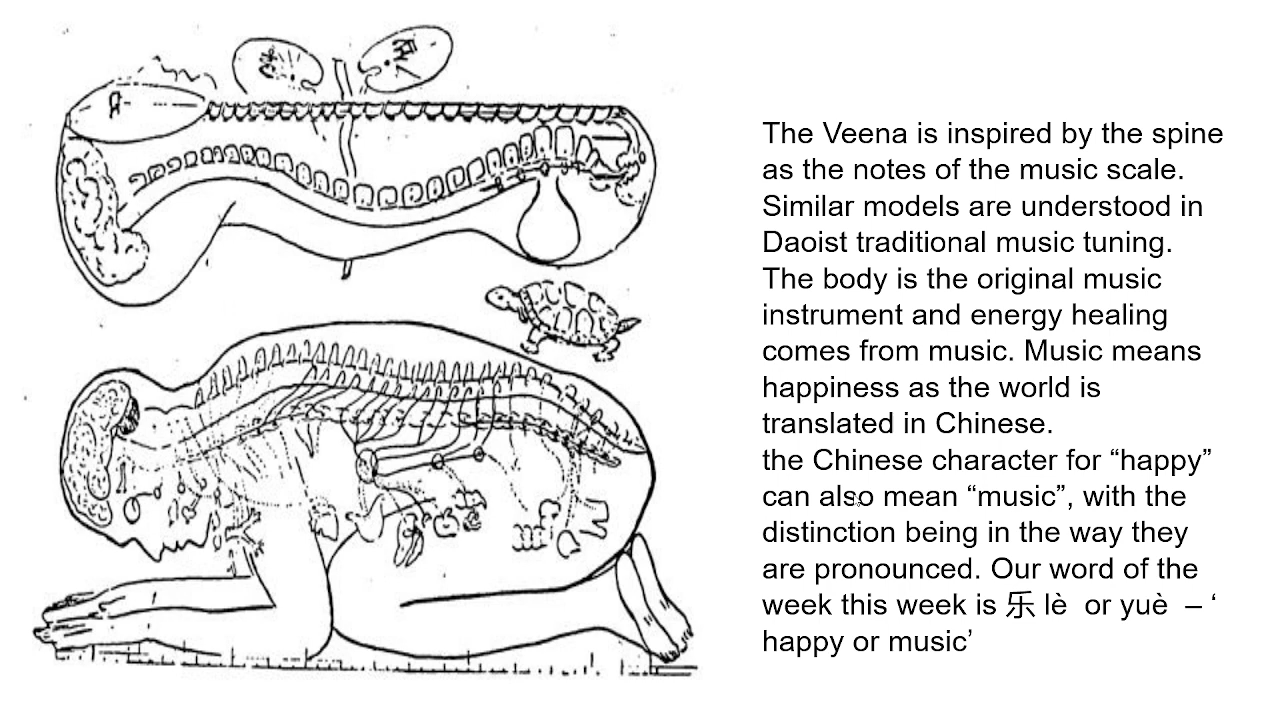 The Veena is inspired by the spine
as the notes of the music scale.
Similar models are understood in
Daoist traditional music tuning.
The body is the original music
instrument and energy healing
comes from music. Music means
happiness as the world is
translated in Chinese.
the Chinese character for “happy”
can also mean “music”, with the
distinction being in the way they
are pronounced. Our word of the
week this week is 乐 lè  or yuè  – ‘
happy or music’